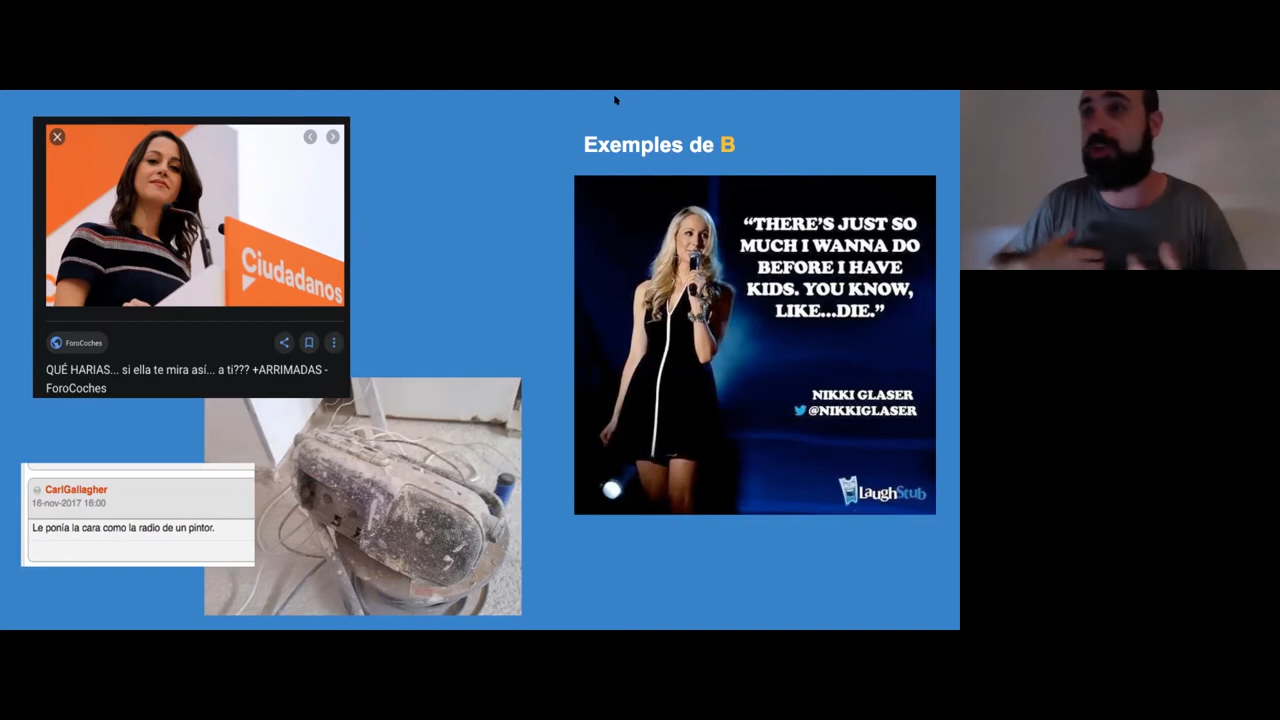 Ciudadanos
ForoCoches
QUÉ HARIAS... si ella te mira así... a ti??? +ARRIMADAS -
ForoCoches
CarlGallagher
16-nov-2017 16:00
Le ponía la cara como la radio de un pintor.
Exemples de B
“THERE’S JUST SO
MUCH I WANNA DO
BEFORE I HAVE
KIDS. YOU KNOW,
LIKE...DIE.”
NIKKI GLASER
@NIKKIGLASER
LaughStub